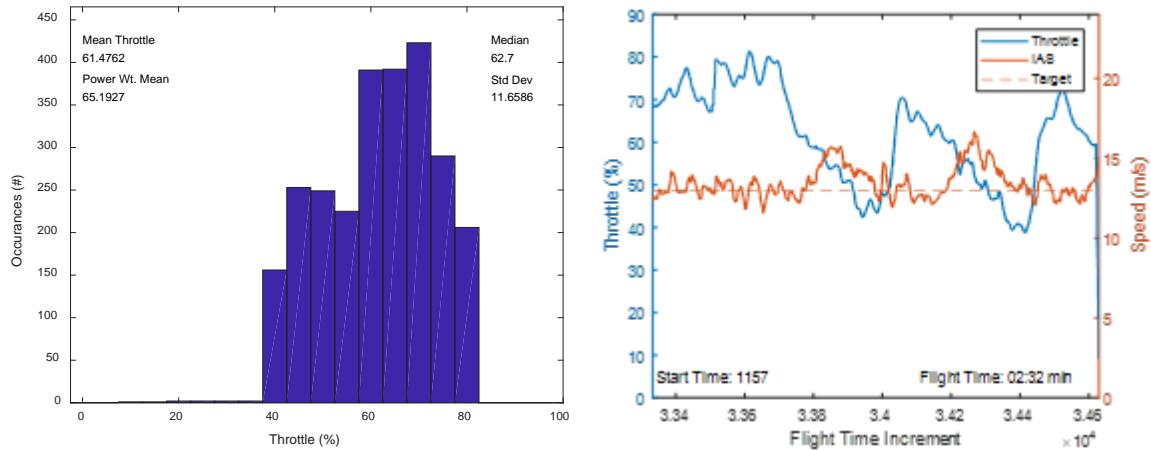 450
400
350
300
250
200
150
100
50
0
Occurances (#)
Mean Throttle
61.4762
Power Wt. Mean
65.1927
Median
62.7
Std Dev
11.6586
0 20 40 60 80 100
Throttle (%)
90
80
70
60
50
40
30
20
10
0
Throttle (%)
Throttle
IAS
Target
20
15
10
5
0
Speed (m/s)
Start Time: 1157
Flight Time: 02:32 min
3.34 3.36 3.38 3.4 3.42 3.44 3.46
Flight Time Increment
×10⁴